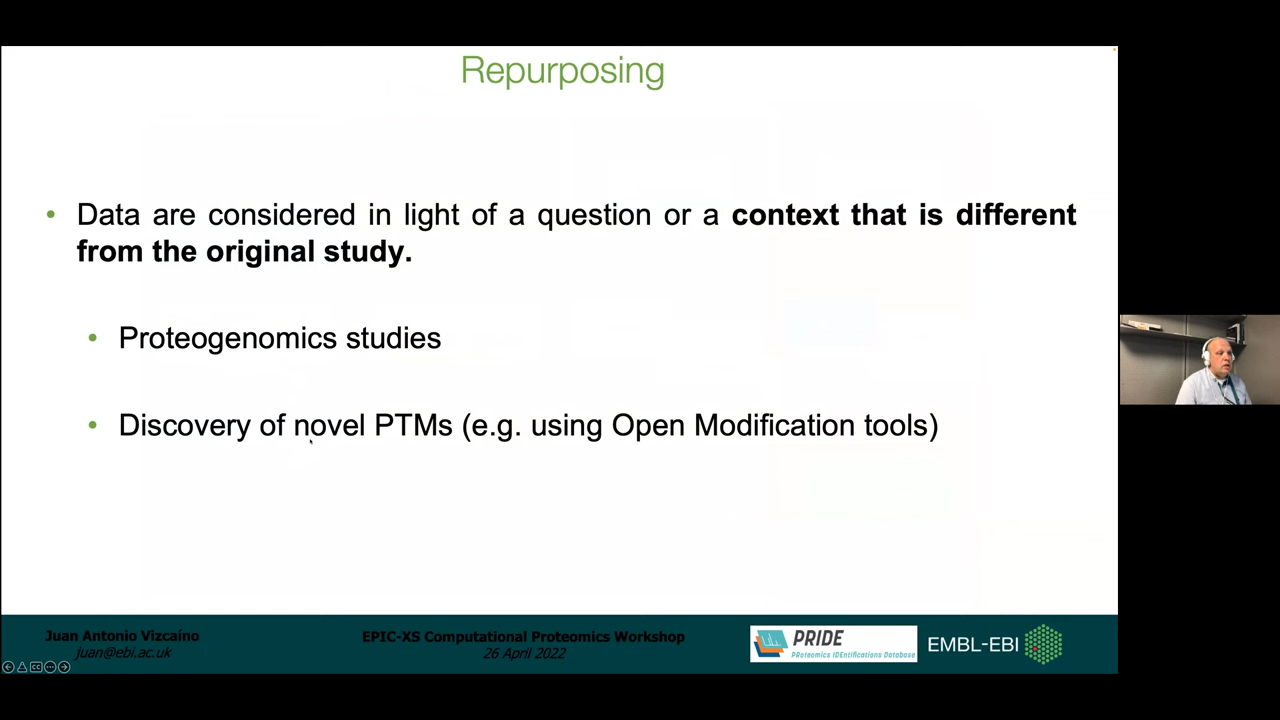 Repurposing
• Data are considered in light of a question or a context that is different
from the original study.
• Proteogenomics studies
• Discovery of novel PTMs (e.g. using Open Modification tools)
Juan Antonio Vizcaíno
juan@ebi.ac.uk
EPIC-XS Computational Proteomics Workshop
26 April 2022
PRIDE
PRoteomics IDEntifications Database
EMBL-EBI